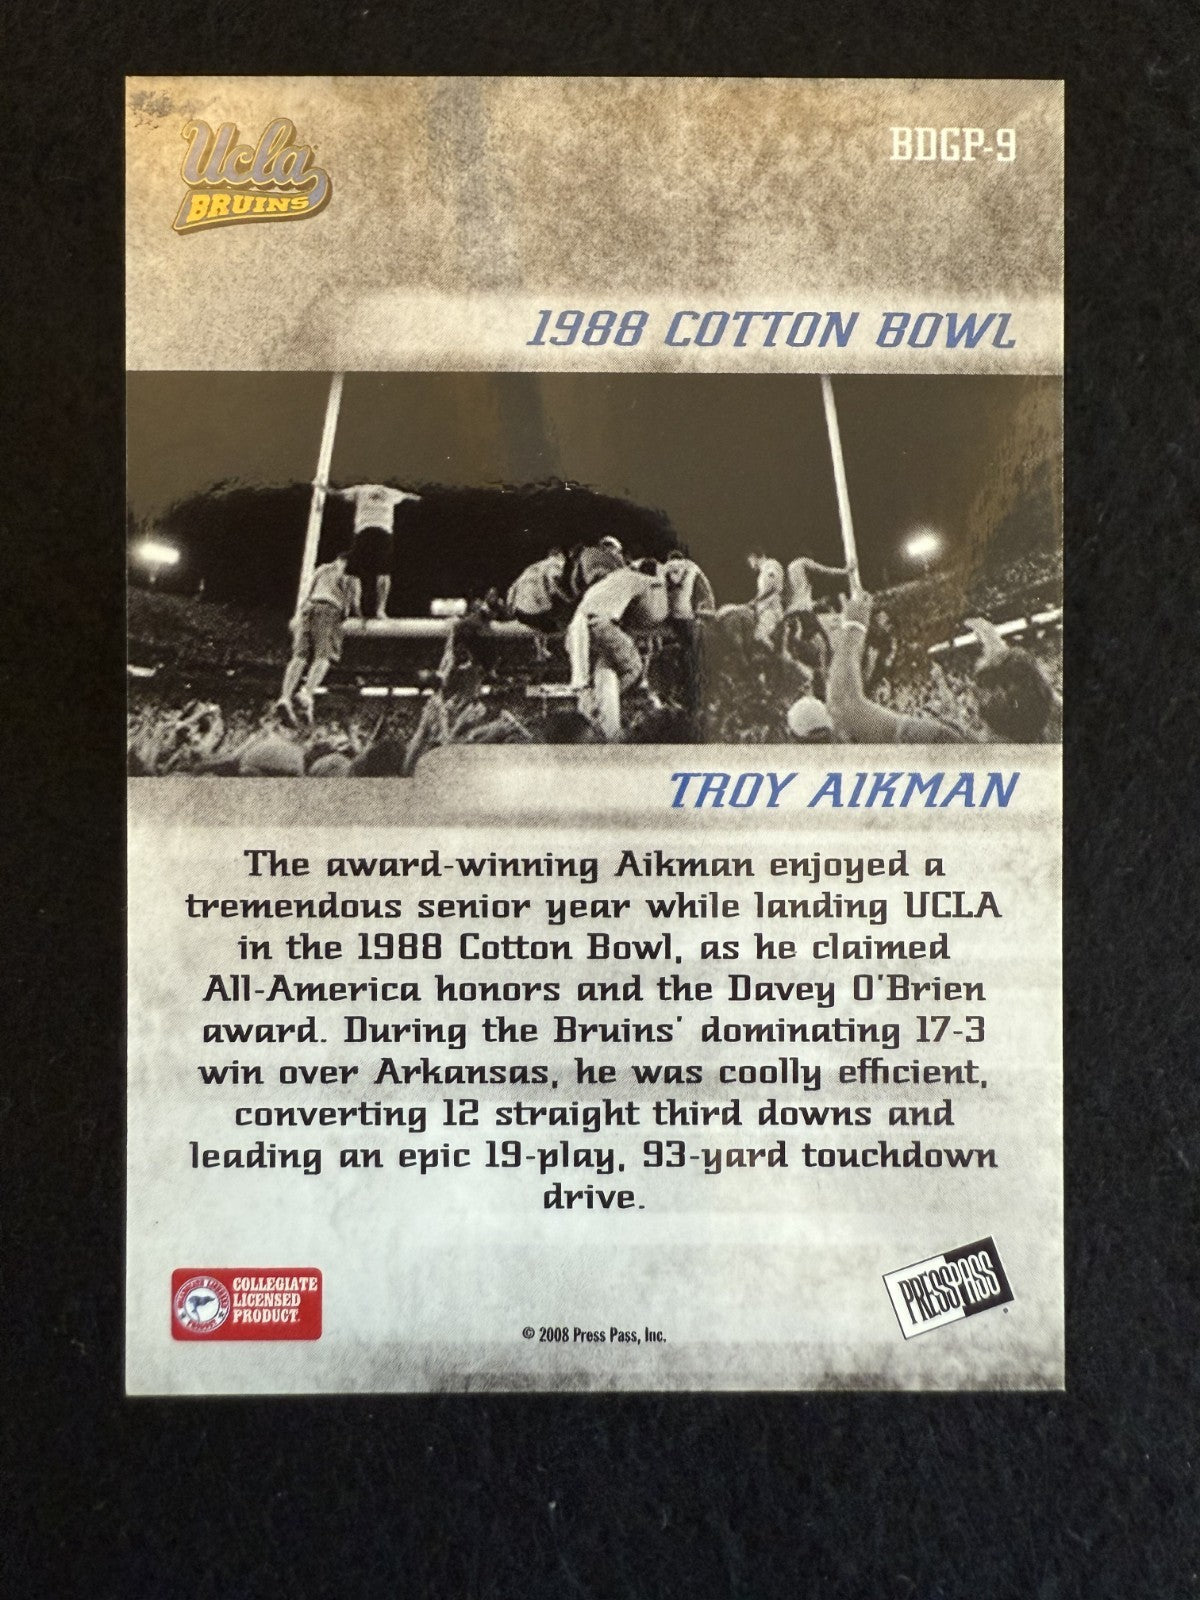 Ucla
BRUINS
BDGP-9
1988 COTTON BOWL
TROY AIKMAN
The award-winning Aikman enjoyed a
tremendous senior year while landing UCLA
in the 1988 Cotton Bowl, as he claimed
All-America honors and the Davey O'Brien
award. During the Bruins' dominating 17-3
win over Arkansas, he was coolly efficient,
converting 12 straight third downs and
leading an epic 19-play, 93-yard touchdown
drive.
COLLEGIATE
LICENSED
PRODUCT.
© 2008 Press Pass, Inc.
PRESS PASS